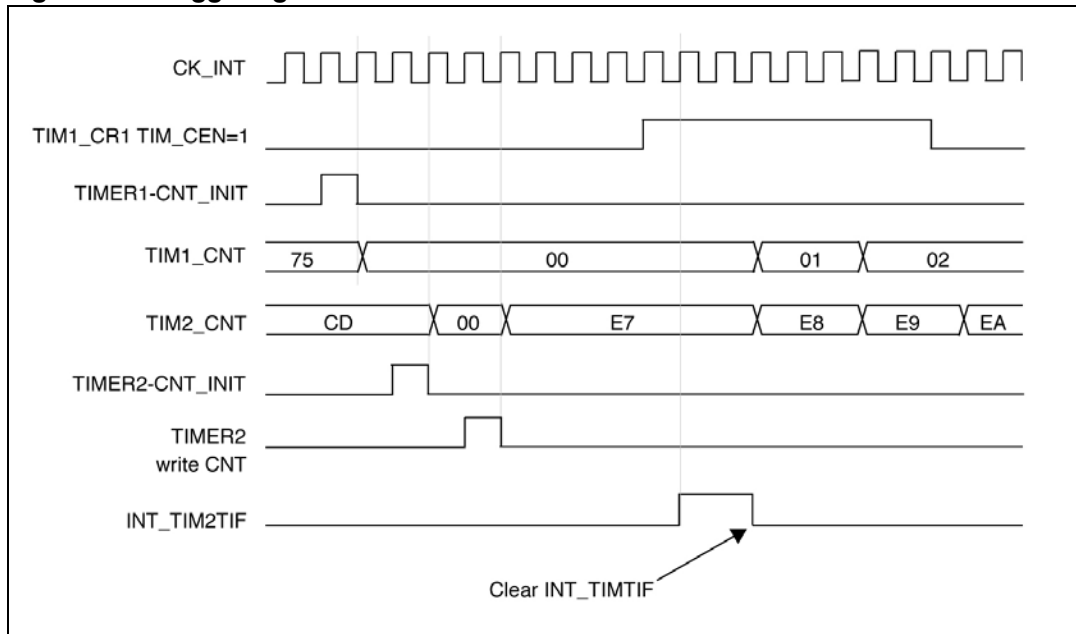 CK_INT
TIM1_CR1 TIM_CEN=1
TIMER1-CNT_INIT
TIM1_CNT 75 00 01 02
TIM2_CNT CD 00 E7 E8 E9 EA
TIMER2-CNT_INIT
TIMER2
write CNT
INT_TIM2TIF
Clear INT_TIMTIF